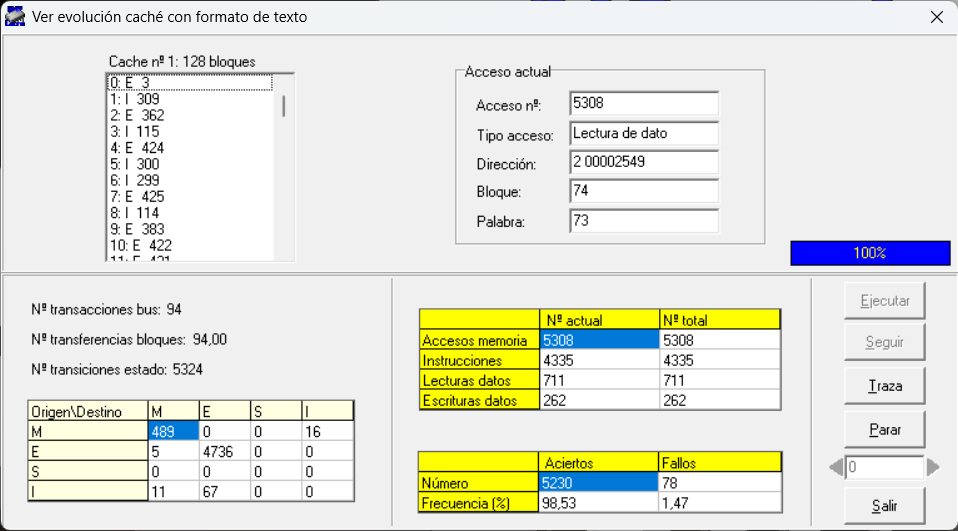 Ver evolución caché con formato de texto
Cache nº 1: 128 bloques
0: E 3
1: I 309
2: E 362
3: I 115
4: E 424
5: I 300
6: I 299
7: E 425
8: I 114
9: E 383
10: E 422
11: E 421
Acceso actual
Acceso nº: 5308
Tipo acceso: Lectura de dato
Dirección: 2 00002549
Bloque: 74
Palabra: 73
100%
Nº transacciones bus: 94
Nº transferencias bloques: 94,00
Nº transiciones estado: 5324
Origen\Destino M E S I
M 489 0 0 16
E 5 4736 0 0
S 0 0 0 0
I 11 67 0 0
Nº actual Nº total
Accesos memoria 5308 5308
Instrucciones 4335 4335
Lecturas datos 711 711
Escrituras datos 262 262
Aciertos Fallos
Número 5230 78
Frecuencia (%) 98,53 1,47
Ejecutar
Seguir
Traza
Parar
0
Salir